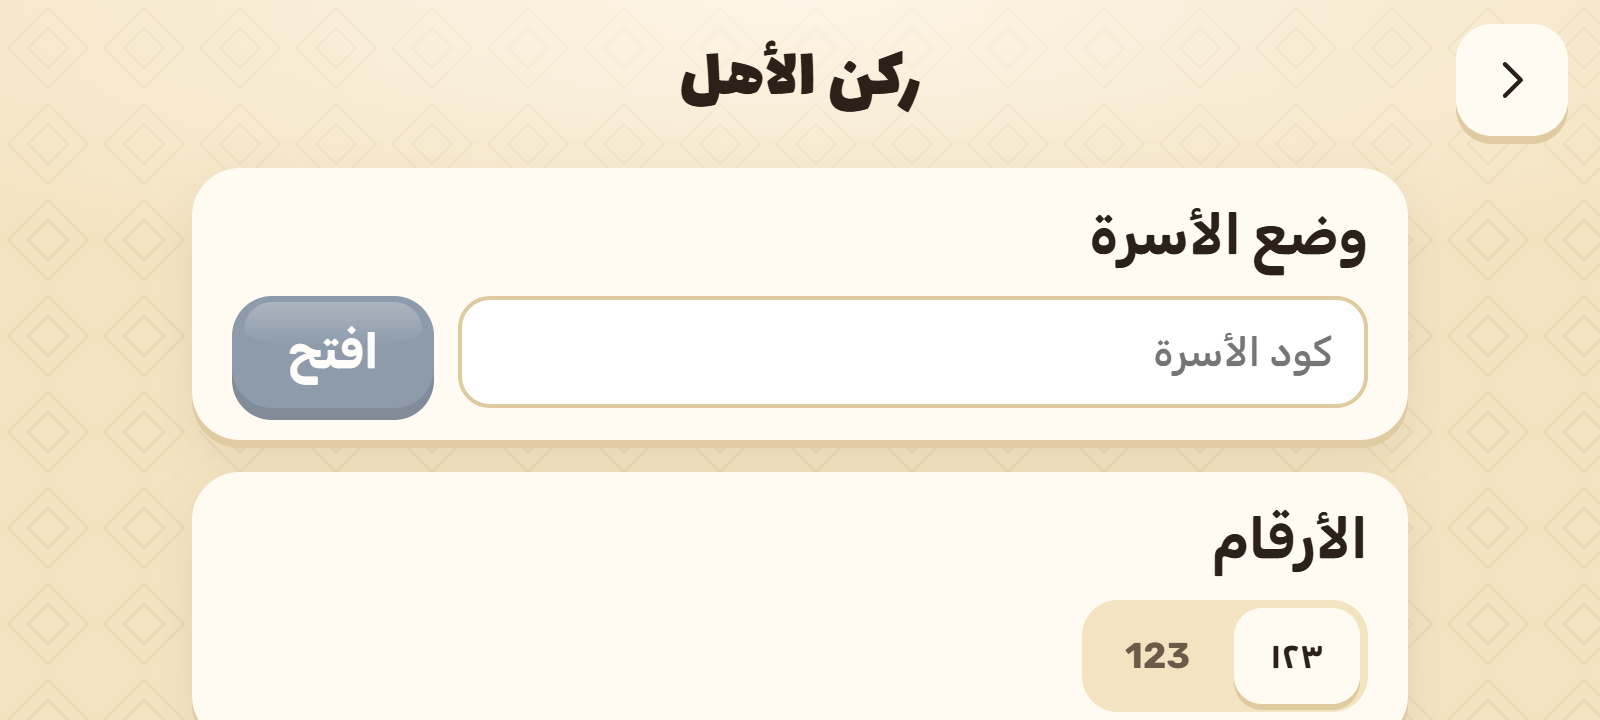 ركن الأهل
وضع الأسرة
كود الأسرة
افتح
الأرقام
١٢٣
123